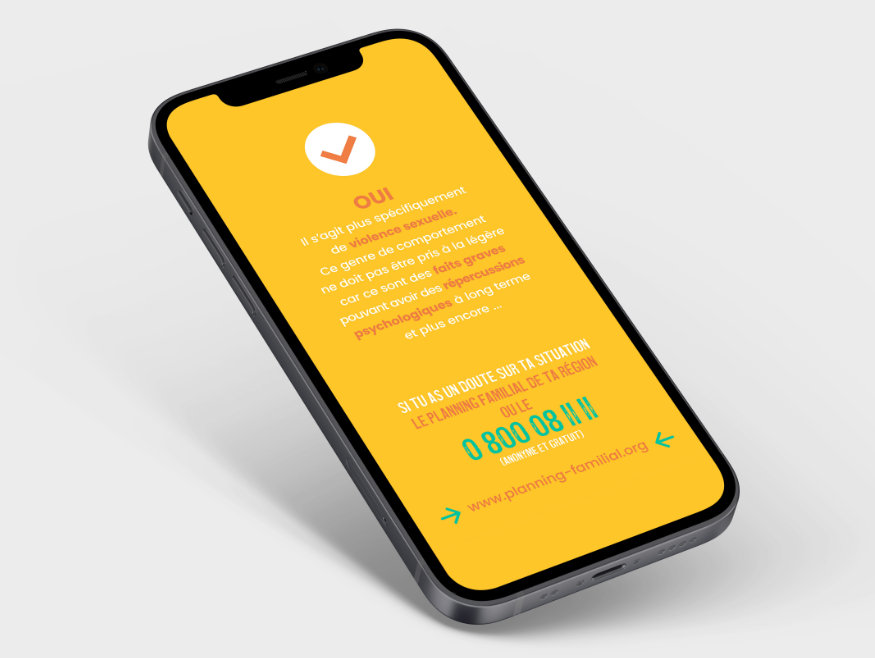 OUI
Il s'agit plus spécifiquement
de violence sexuelle.
Ce genre de comportement
ne doit pas être pris à la légère
car ce sont des faits graves
pouvant avoir des répercussions
psychologiques à long terme
et plus encore ...
SI TU AS UN DOUTE SUR TA SITUATION
LE PLANNING FAMILIAL DE TA RÉGION
OU LE
0 800 08 11 11
(ANONYME ET GRATUIT)
www.planning-familial.org